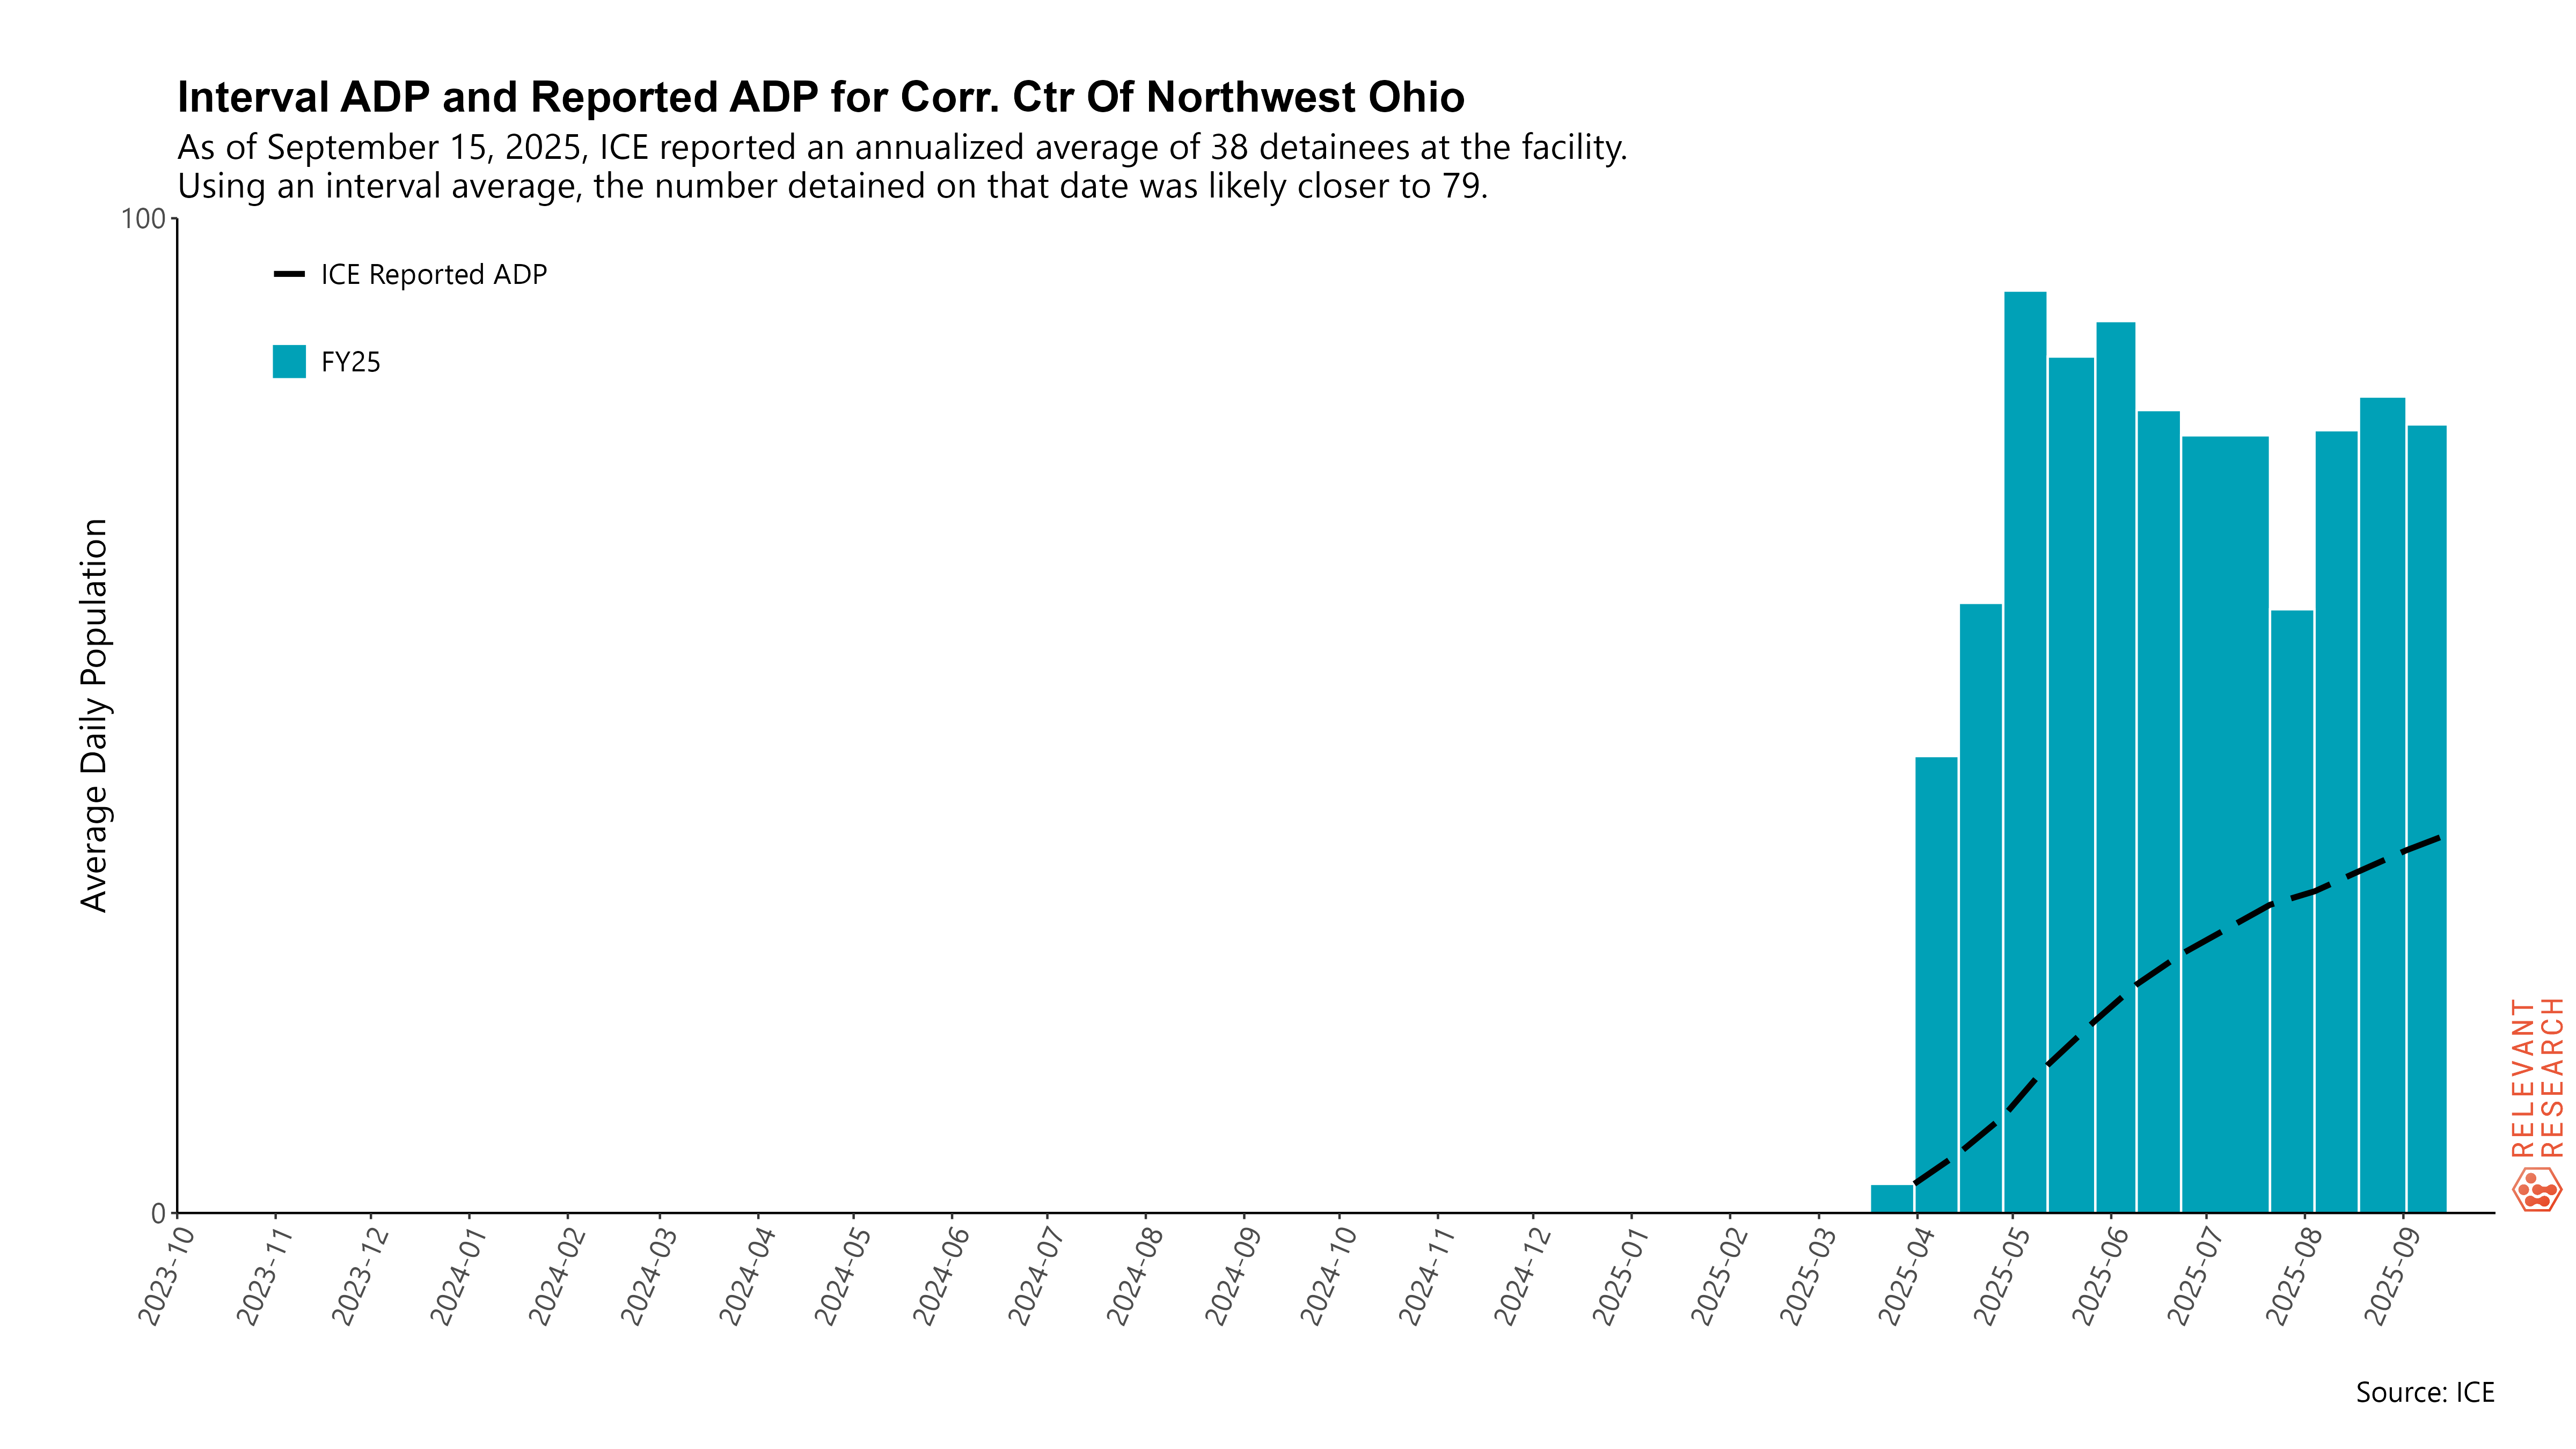 Interval ADP and Reported ADP for Corr. Ctr Of Northwest Ohio
As of September 15, 2025, ICE reported an annualized average of 38 detainees at the facility.
Using an interval average, the number detained on that date was likely closer to 79.
100
ICE Reported ADP
FY25
Average Daily Population
0
2023-10
2023-11
2023-12
2024-01
2024-02
2024-03
2024-04
2024-05
2024-06
2024-07
2024-08
2024-09
2024-10
2024-11
2024-12
2025-01
2025-02
2025-03
2025-04
2025-05
2025-06
2025-07
2025-08
2025-09
RELEVANT
RESEARCH
Source: ICE